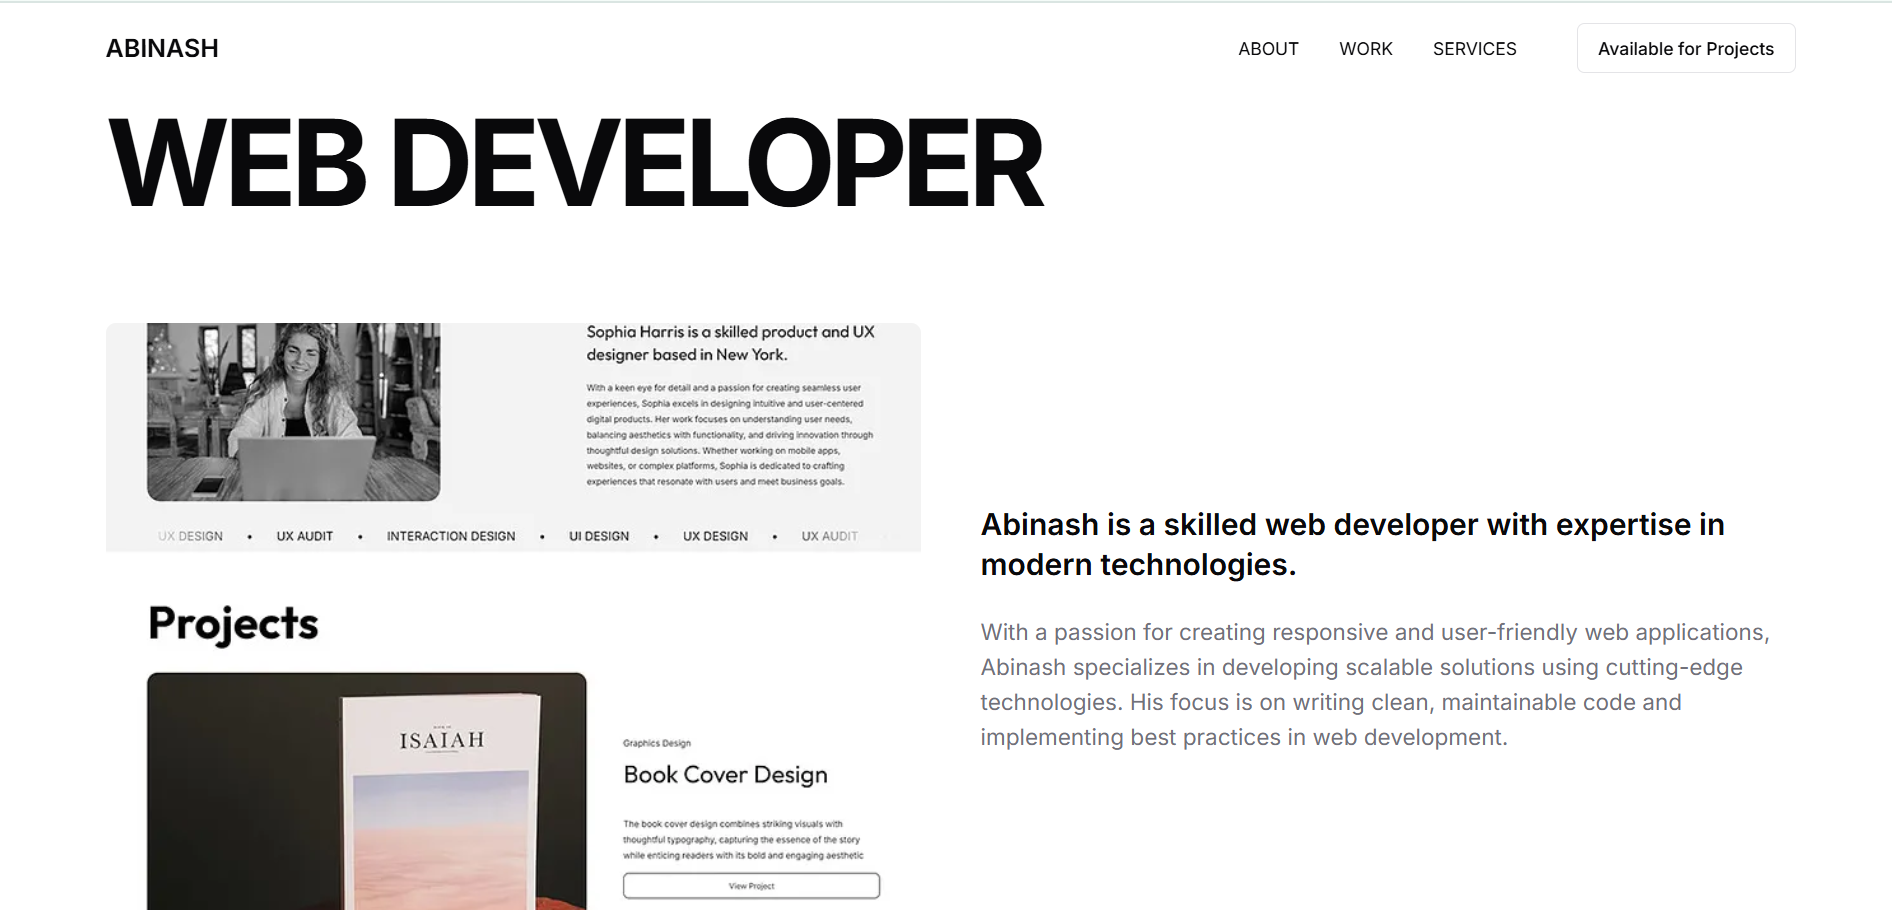 ABINASH
ABOUT
WORK
SERVICES
Available for Projects
WEB DEVELOPER
Sophia Harris is a skilled product and UX
designer based in New York.
With a keen eye for detail and a passion for creating seamless user
experiences, Sophia excels in designing intuitive and user-centered
digital products. Her work focuses on understanding user needs,
balancing aesthetics with functionality, and driving innovation through
thoughtful design solutions. Whether working on mobile apps,
websites, or complex platforms, Sophia is dedicated to crafting
experiences that resonate with users and meet business goals.
UX DESIGN • UX AUDIT • INTERACTION DESIGN • UI DESIGN • UX DESIGN • UX AUDIT
Projects
ISAIAH
Graphics Design
Book Cover Design
The book cover design combines striking visuals with
thoughtful typography, capturing the essence of the story
while enticing readers with its bold and engaging aesthetic
View Project
Abinash is a skilled web developer with expertise in
modern technologies.
With a passion for creating responsive and user-friendly web applications,
Abinash specializes in developing scalable solutions using cutting-edge
technologies. His focus is on writing clean, maintainable code and
implementing best practices in web development.